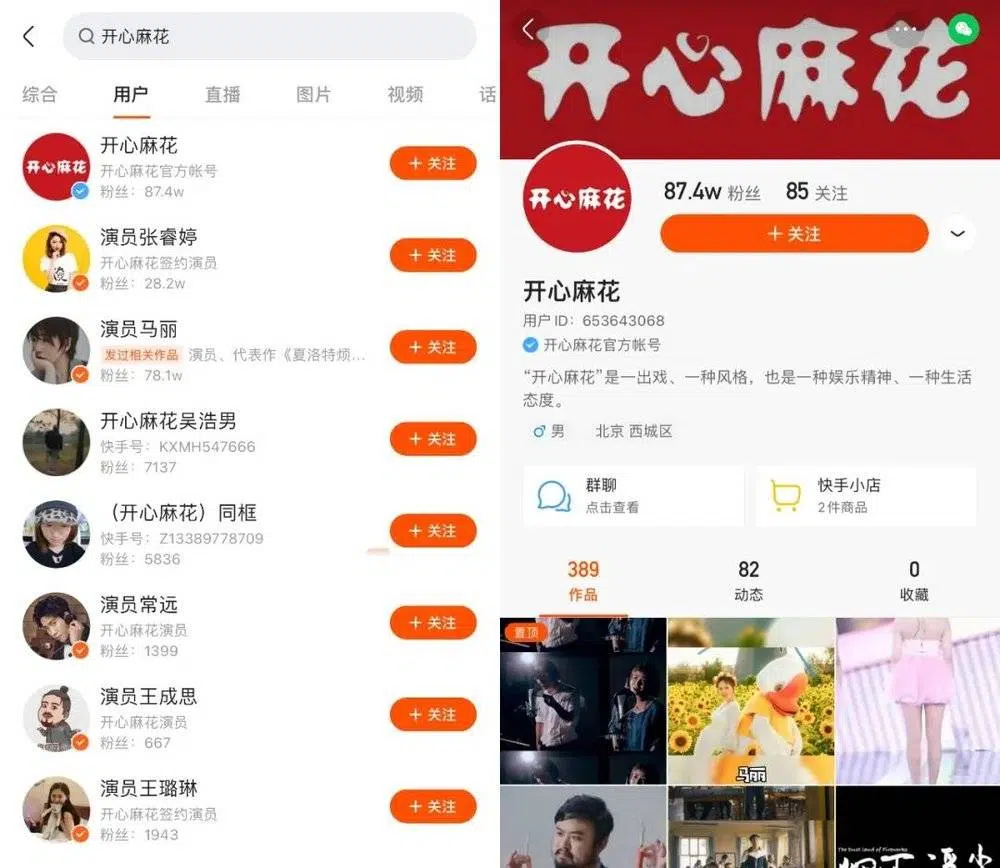 开心麻花
综合
用户
直播
图片
视频
话
开心麻花
开心麻花
开心麻花官方帐号
粉丝：87.4w
+ 关注
演员张睿婷
开心麻花签约演员
粉丝：28.2w
+ 关注
演员马丽
发过相关作品 演员、代表作《夏洛特烦...
粉丝：78.1w
+ 关注
开心麻花吴浩男
快手号：KXMH547666
粉丝：7137
+ 关注
（开心麻花）同框
快手号：Z13389778709
粉丝：5836
+ 关注
演员常远
开心麻花演员
粉丝：1399
+ 关注
演员王成思
开心麻花演员
粉丝：667
+ 关注
演员王璐琳
开心麻花签约演员
粉丝：1943
+ 关注
开心麻花
开心麻花
87.4w 粉丝 85 关注
+ 关注
开心麻花
用户ID：653643068
开心麻花官方账号
“开心麻花”是一出戏、一种风格，也是一种娱乐精神、一种生活
态度。
♂ 男 北京 西城区
群聊
点击查看
快手小店
2件商品
389
作品
82
动态
0
收藏
置顶
马丽
The Dust Land of Fireworks